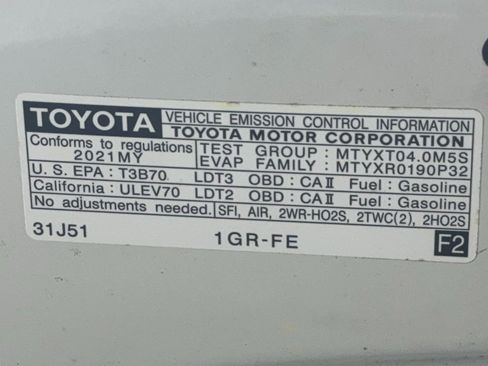 TOYOTA VEHICLE EMISSION CONTROL INFORMATION
TOYOTA MOTOR CORPORATION
Conforms to regulations TEST GROUP : MTYXT04.0M5S
2021MY EVAP FAMILY : MTYXR0190P32
U. S. EPA : T3B70 LDT3 OBD : CAⅡ Fuel : Gasoline
California : ULEV70 LDT2 OBD : CAⅡ Fuel : Gasoline
No adjustments needed. SFI, AIR, 2WR-HO2S, 2TWC(2), 2HO2S
31J51 1GR-FE F2